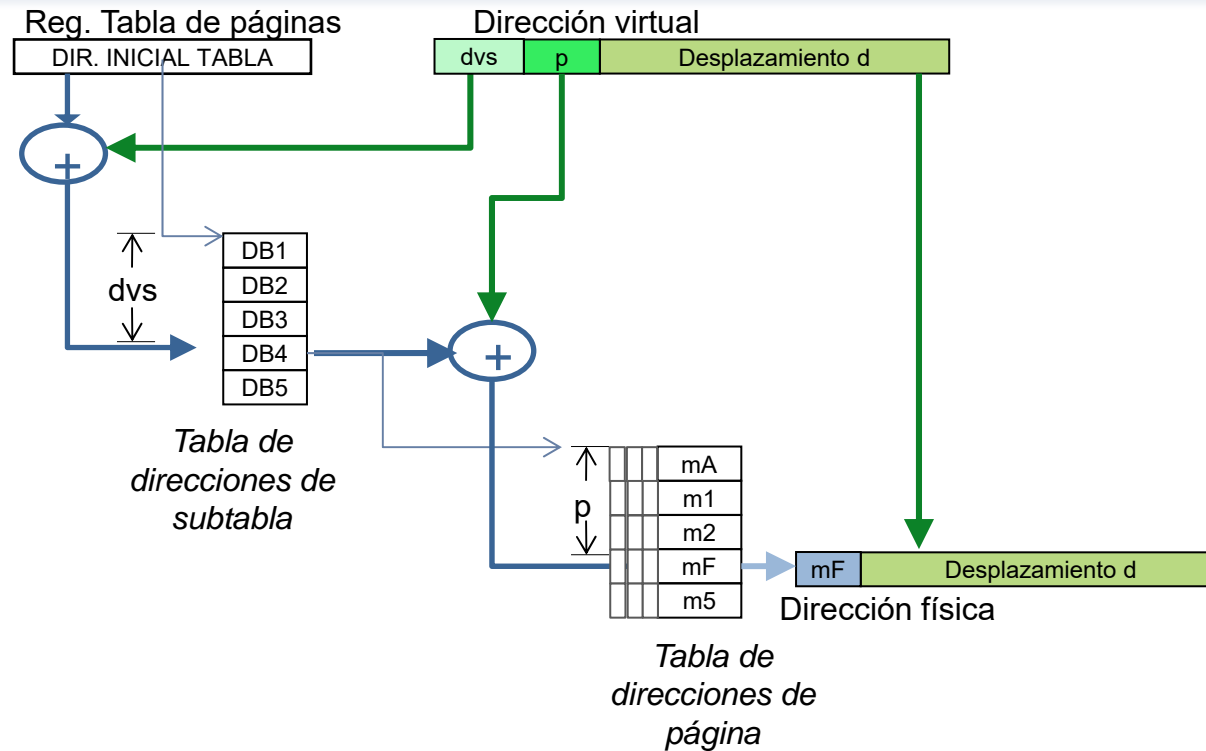 Reg. Tabla de páginas
Dirección virtual
DIR. INICIAL TABLA
dvs
p
Desplazamiento d
+
dvs
DB1
DB2
DB3
DB4
DB5
+
Tabla de
direcciones de
subtabla
p
mA
m1
m2
mF
m5
mF
Desplazamiento d
Dirección física
Tabla de
direcciones de
página